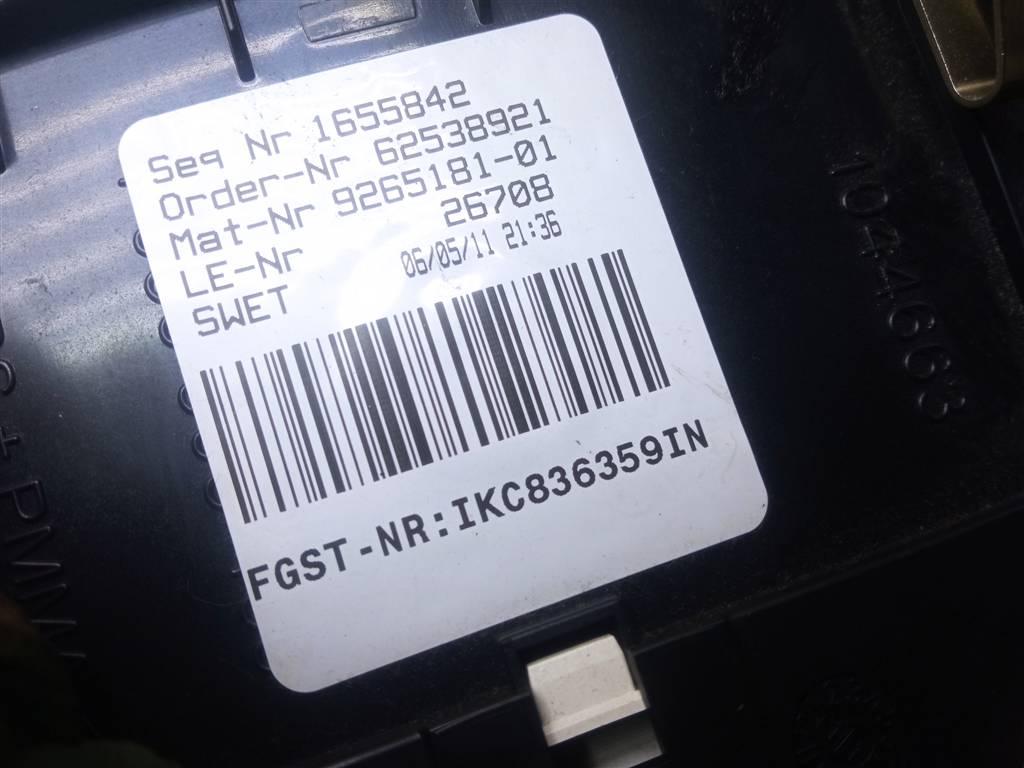 Seq Nr 1655842
Order-Nr 62538921
Mat-Nr 9265181-01
LE-Nr 26708
SWET 06/05/11 21:36
FGST-NR:IKC836359IN
1044663